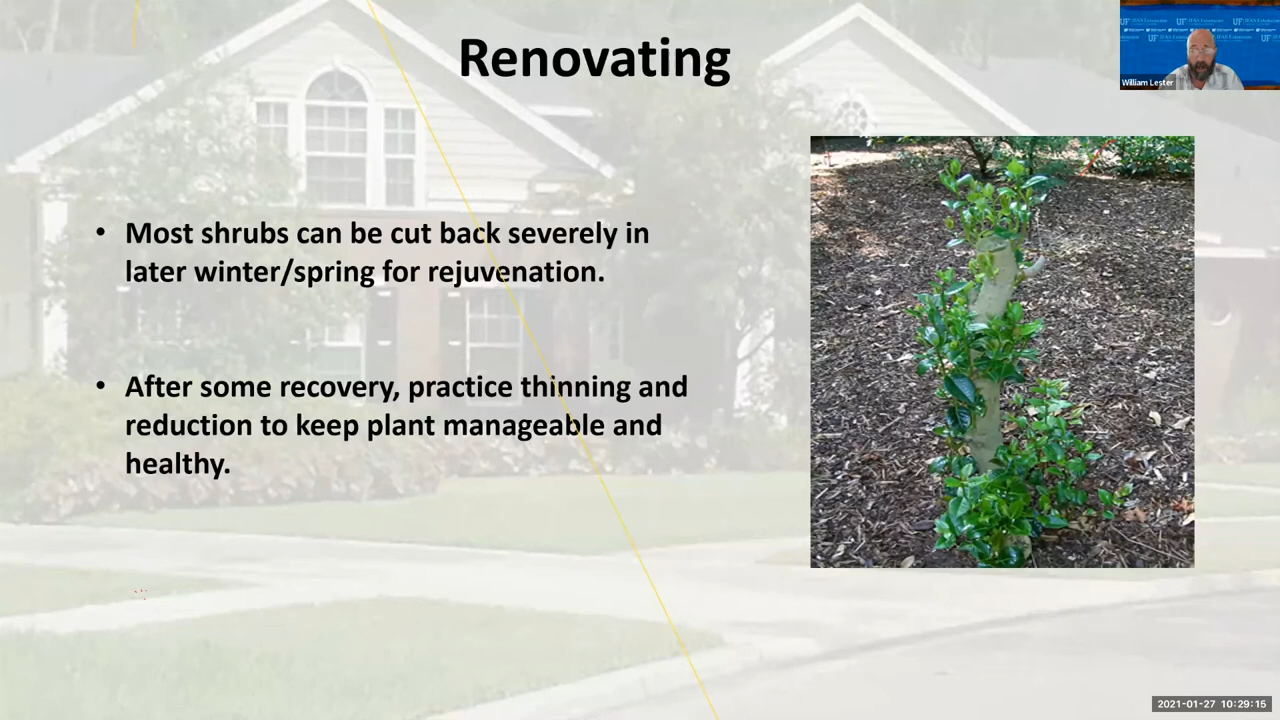 Renovating
William Lester
• Most shrubs can be cut back severely in
later winter/spring for rejuvenation.
• After some recovery, practice thinning and
reduction to keep plant manageable and
healthy.
2021-01-27 10:29:15